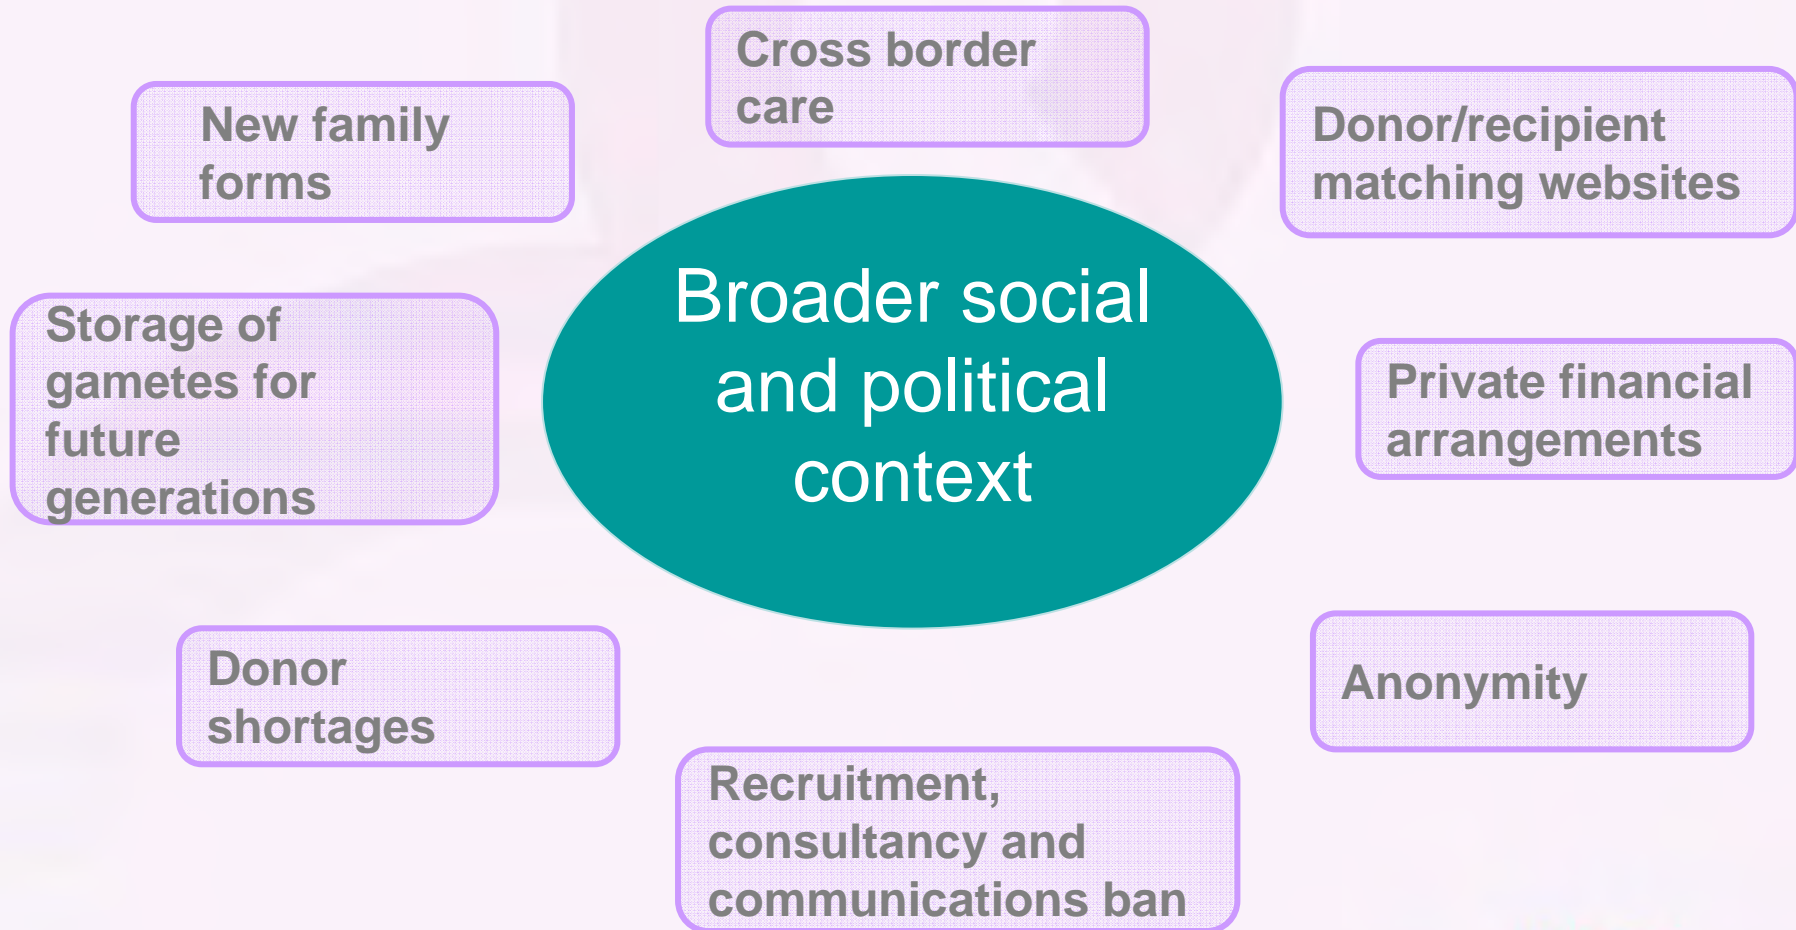 Cross border
care
New family
forms
Donor/recipient
matching websites
Broader social
and political
context
Storage of
gametes for
future
generations
Private financial
arrangements
Donor
shortages
Anonymity
Recruitment,
consultancy and
communications ban